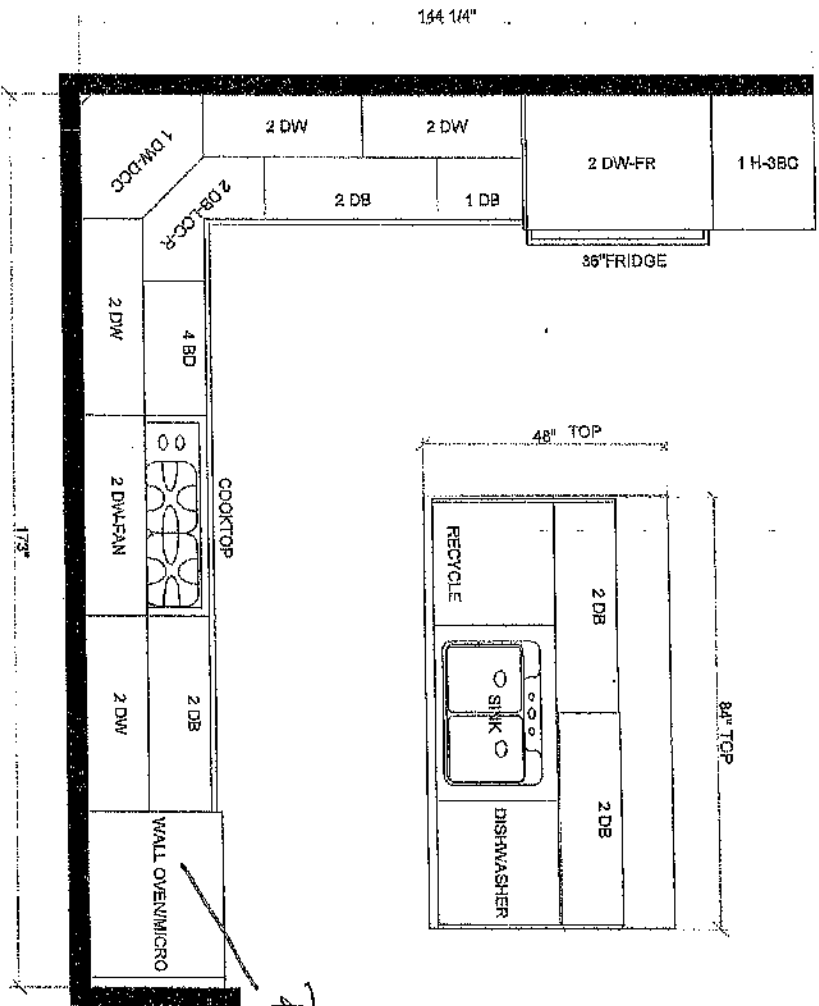 144 1/4"
2 DW
2 DW
2 DW-FR
1 H-3BC
1 DW-DCC
2 DB-LCC-R
2 DB
1 DB
36"FRIDGE
2 DW
4 BD
48" TOP
COOKTOP
2 DW-FAN
173"
RECYCLE
2 DB
SINK
84" TOP
2 DW
2 DB
2 DB
DISHWASHER
WALL OVEN/MICRO